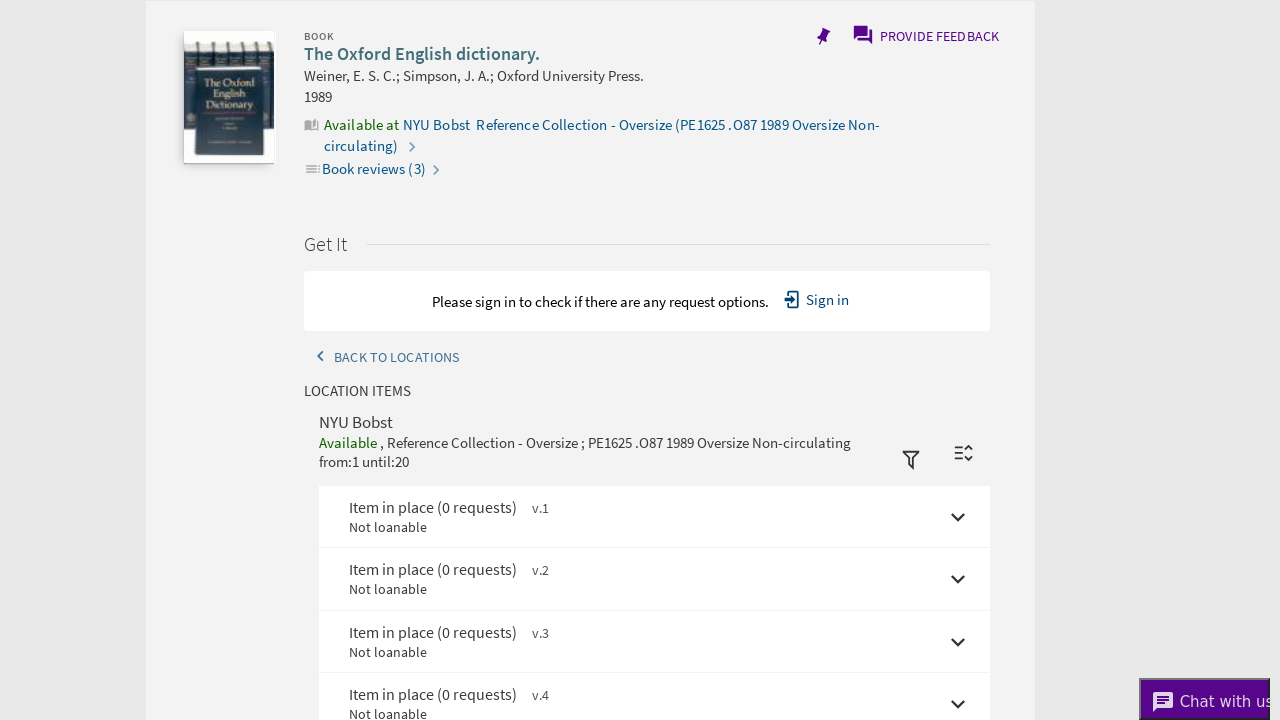 BOOK
The Oxford English dictionary.
Weiner, E. S. C.; Simpson, J. A.; Oxford University Press.
1989
Available at NYU Bobst Reference Collection - Oversize (PE1625 .O87 1989 Oversize Non-
circulating)
Book reviews (3)
PROVIDE FEEDBACK
The Oxford
English
Dictionary
Get It
Please sign in to check if there are any request options. Sign in
BACK TO LOCATIONS
LOCATION ITEMS
NYU Bobst
Available , Reference Collection - Oversize ; PE1625 .O87 1989 Oversize Non-circulating
from:1 until:20
Item in place (0 requests) v.1
Not loanable
Item in place (0 requests) v.2
Not loanable
Item in place (0 requests) v.3
Not loanable
Item in place (0 requests) v.4
Not loanable
Chat with us